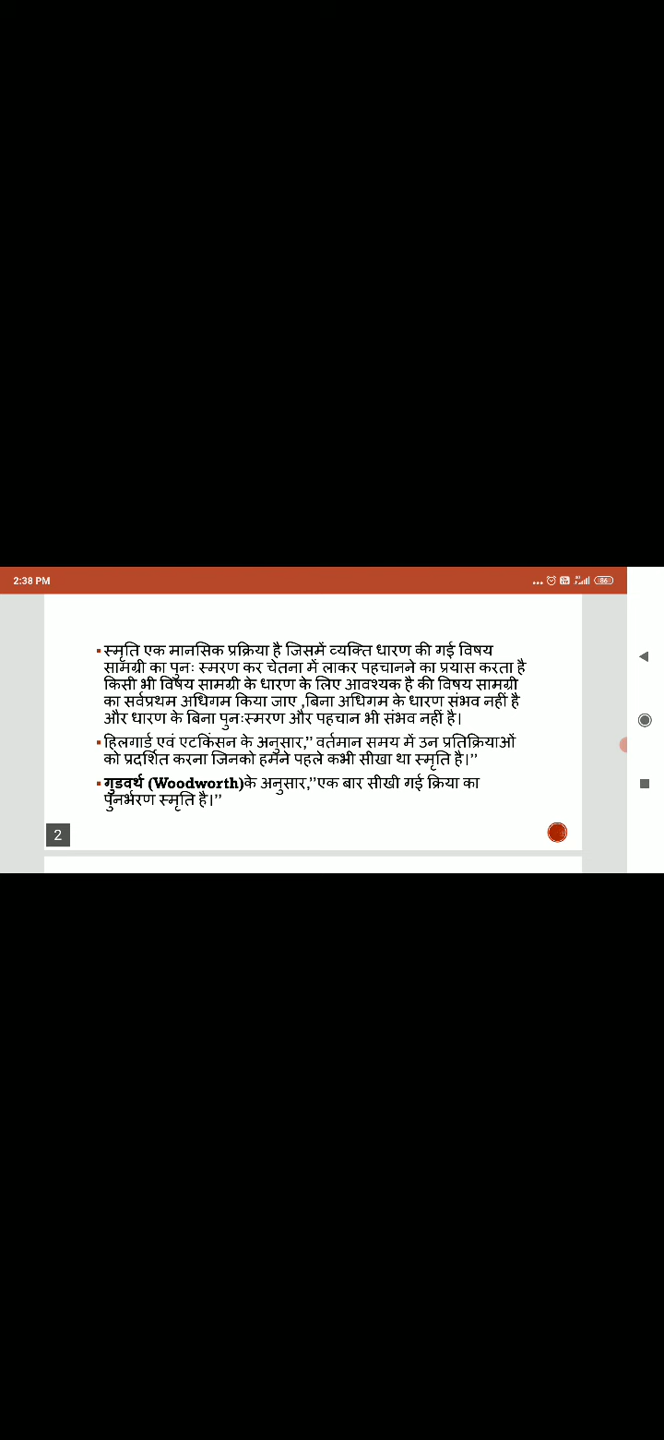 2:38 PM
▪ स्मृति एक मानसिक प्रक्रिया है जिसमें व्यक्ति धारण की गई विषय
सामग्री का पुनः स्मरण कर चेतना में लाकर पहचानने का प्रयास करता है
किसी भी विषय सामग्री के धारण के लिए आवश्यक है की विषय सामग्री
का सर्वप्रथम अधिगम किया जाए ,बिना अधिगम के धारण संभव नहीं है
और धारण के बिना पुनःस्मरण और पहचान भी संभव नहीं है।
▪ हिलगार्ड एवं एटकिंसन के अनुसार,” वर्तमान समय में उन प्रतिक्रियाओं
को प्रदर्शित करना जिनको हमने पहले कभी सीखा था स्मृति है।”
▪ गुडवर्थ (Woodworth)के अनुसार,”एक बार सीखी गई क्रिया का
पुनर्भरण स्मृति है।”
2